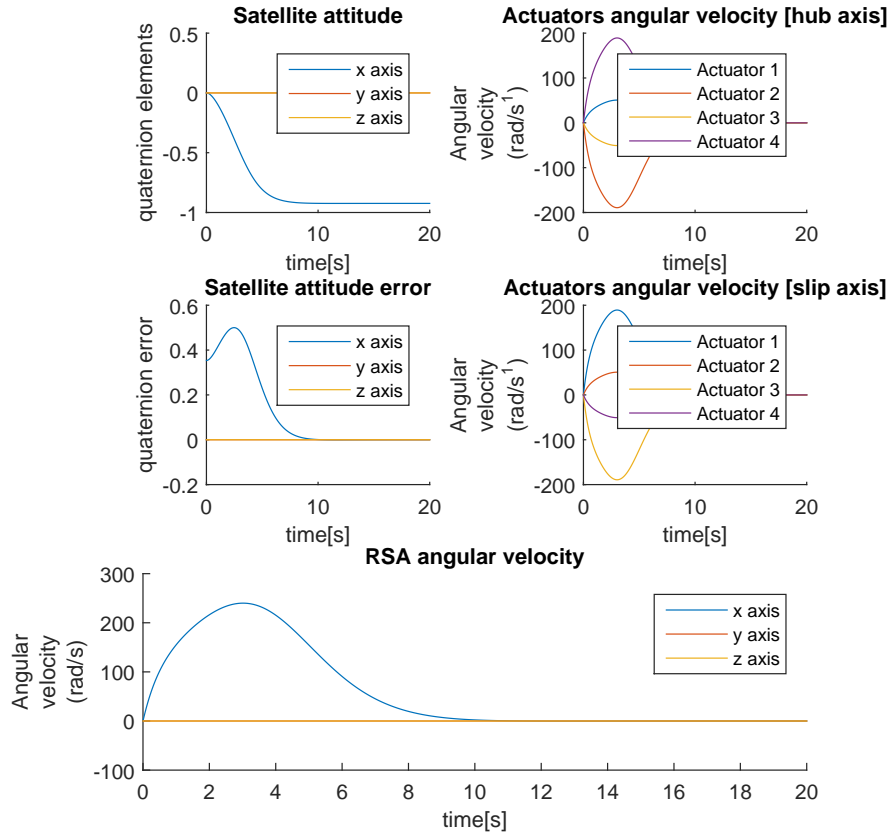 Satellite attitude
quaternion elements
0.5
0
-0.5
-1
x axis
y axis
z axis
0
10
20
time[s]
Actuators angular velocity [hub axis]
Angular
velocity
(rad/s¹)
200
100
0
-100
-200
Actuator 1
Actuator 2
Actuator 3
Actuator 4
0
10
20
time[s]
Satellite attitude error
quaternion error
0.6
0.4
0.2
0
-0.2
x axis
y axis
z axis
0
10
20
time[s]
Actuators angular velocity [slip axis]
Angular
velocity
(rad/s¹)
200
100
0
-100
-200
Actuator 1
Actuator 2
Actuator 3
Actuator 4
0
10
20
time[s]
RSA angular velocity
Angular
velocity
(rad/s)
300
200
100
0
-100
x axis
y axis
z axis
0
2
4
6
8
10
12
14
16
18
20
time[s]